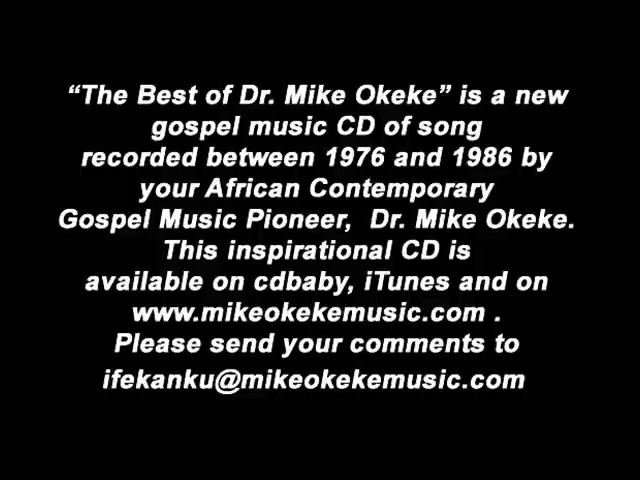 “The Best of Dr. Mike Okeke” is a new
gospel music CD of song
recorded between 1976 and 1986 by
your African Contemporary
Gospel Music Pioneer, Dr. Mike Okeke.
This inspirational CD is
available on cdbaby, iTunes and on
www.mikeokekemusic.com .
Please send your comments to
ifekanku@mikeokekemusic.com